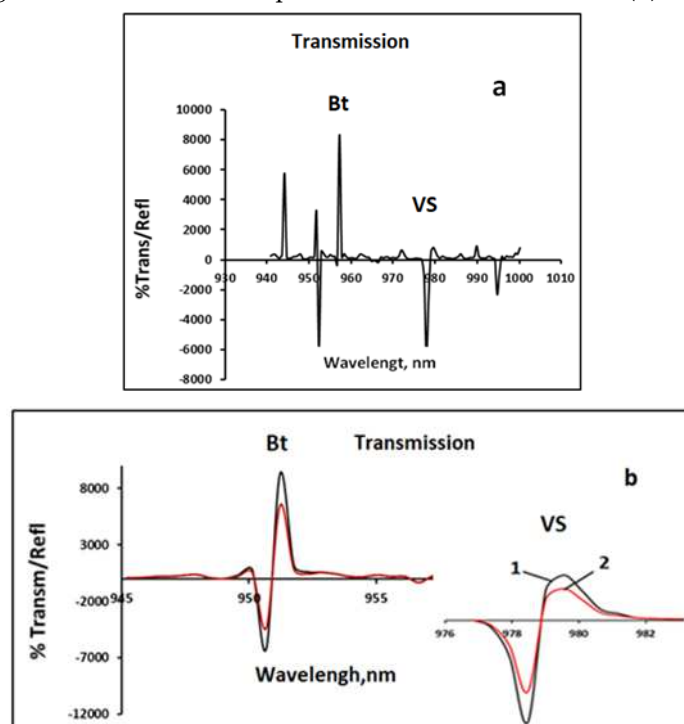 Transmission
a
Bt
VS
%Trans/Refl
10000
8000
6000
4000
2000
0
-2000
-4000
-6000
-8000
930 940 950 960 970 980 990 1000 1010
Wavelengt, nm
Bt Transmission
b
VS
% Transm/Refl
8000
3000
-2000
-7000
-12000
945 950 955
Wavelengh,nm
1 2
976 978 980 982